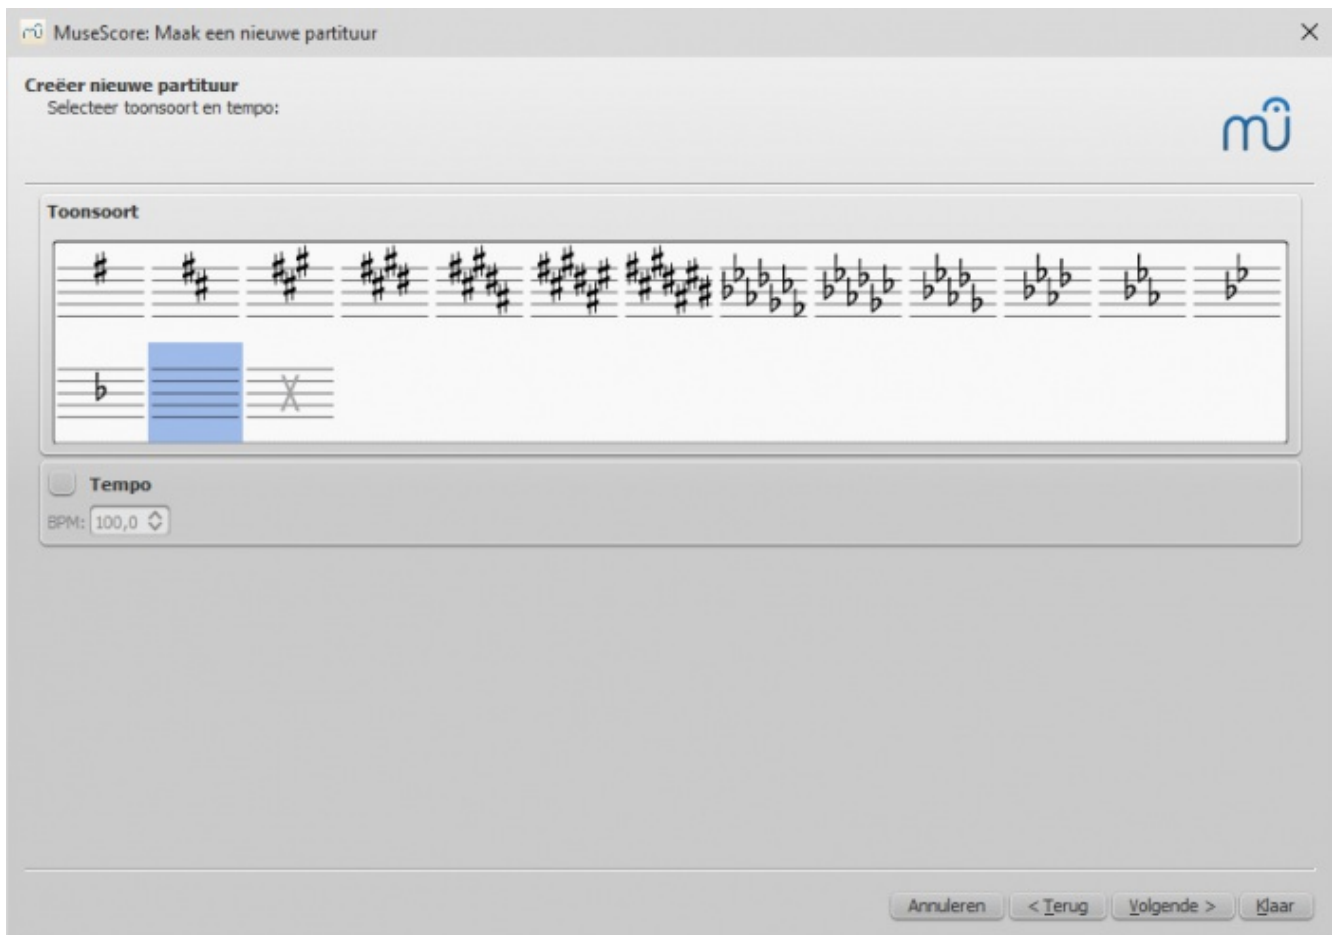 MuseScore: Maak een nieuwe partituur
Creëer nieuwe partituur
Selecteer toonsoort en tempo:
mû
Toonsoort
Tempo
BPM: 100,0
Annuleren < Terug Volgende > Klaar